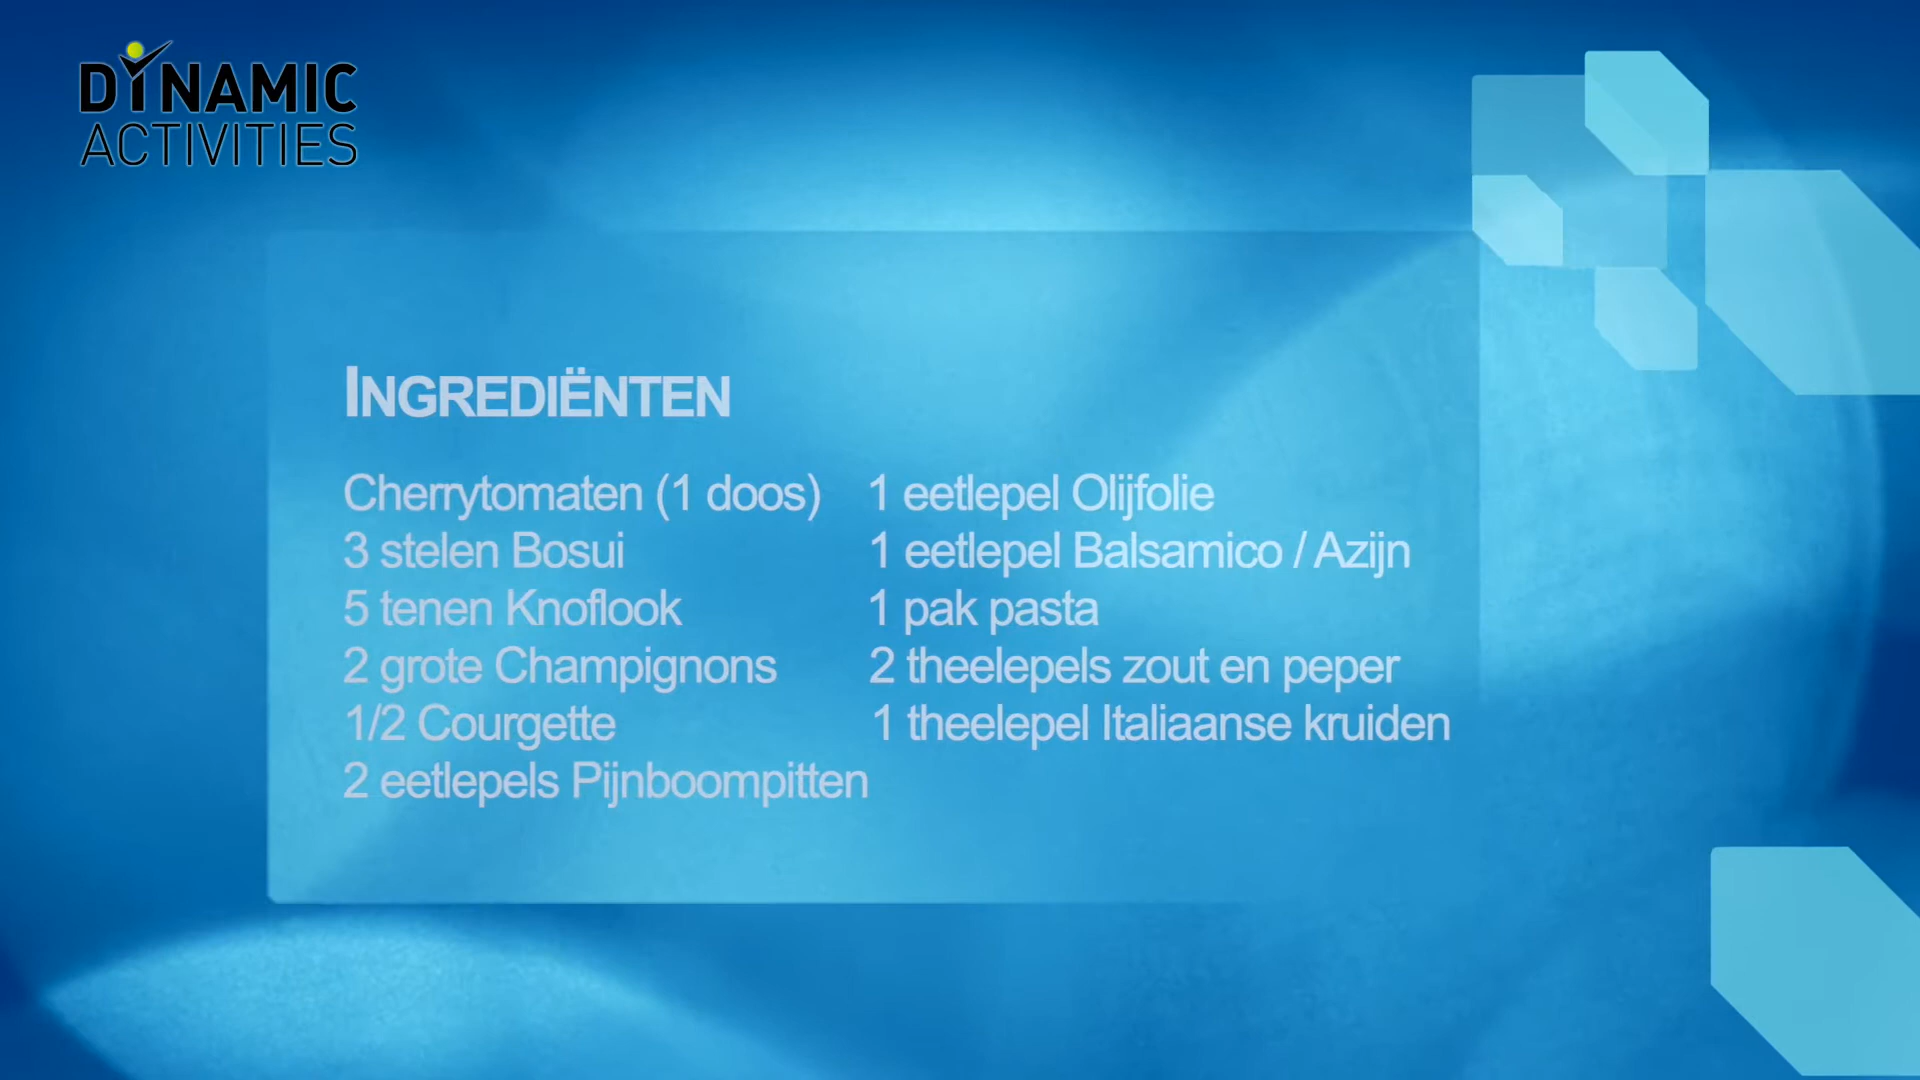 DYNAMIC
ACTIVITIES
INGREDIËNTEN
Cherrytomaten (1 doos)
3 stelen Bosui
5 tenen Knoflook
2 grote Champignons
1/2 Courgette
2 eetlepels Pijnboompitten
1 eetlepel Olijfolie
1 eetlepel Balsamico / Azijn
1 pak pasta
2 theelepels zout en peper
1 theelepel Italiaanse kruiden